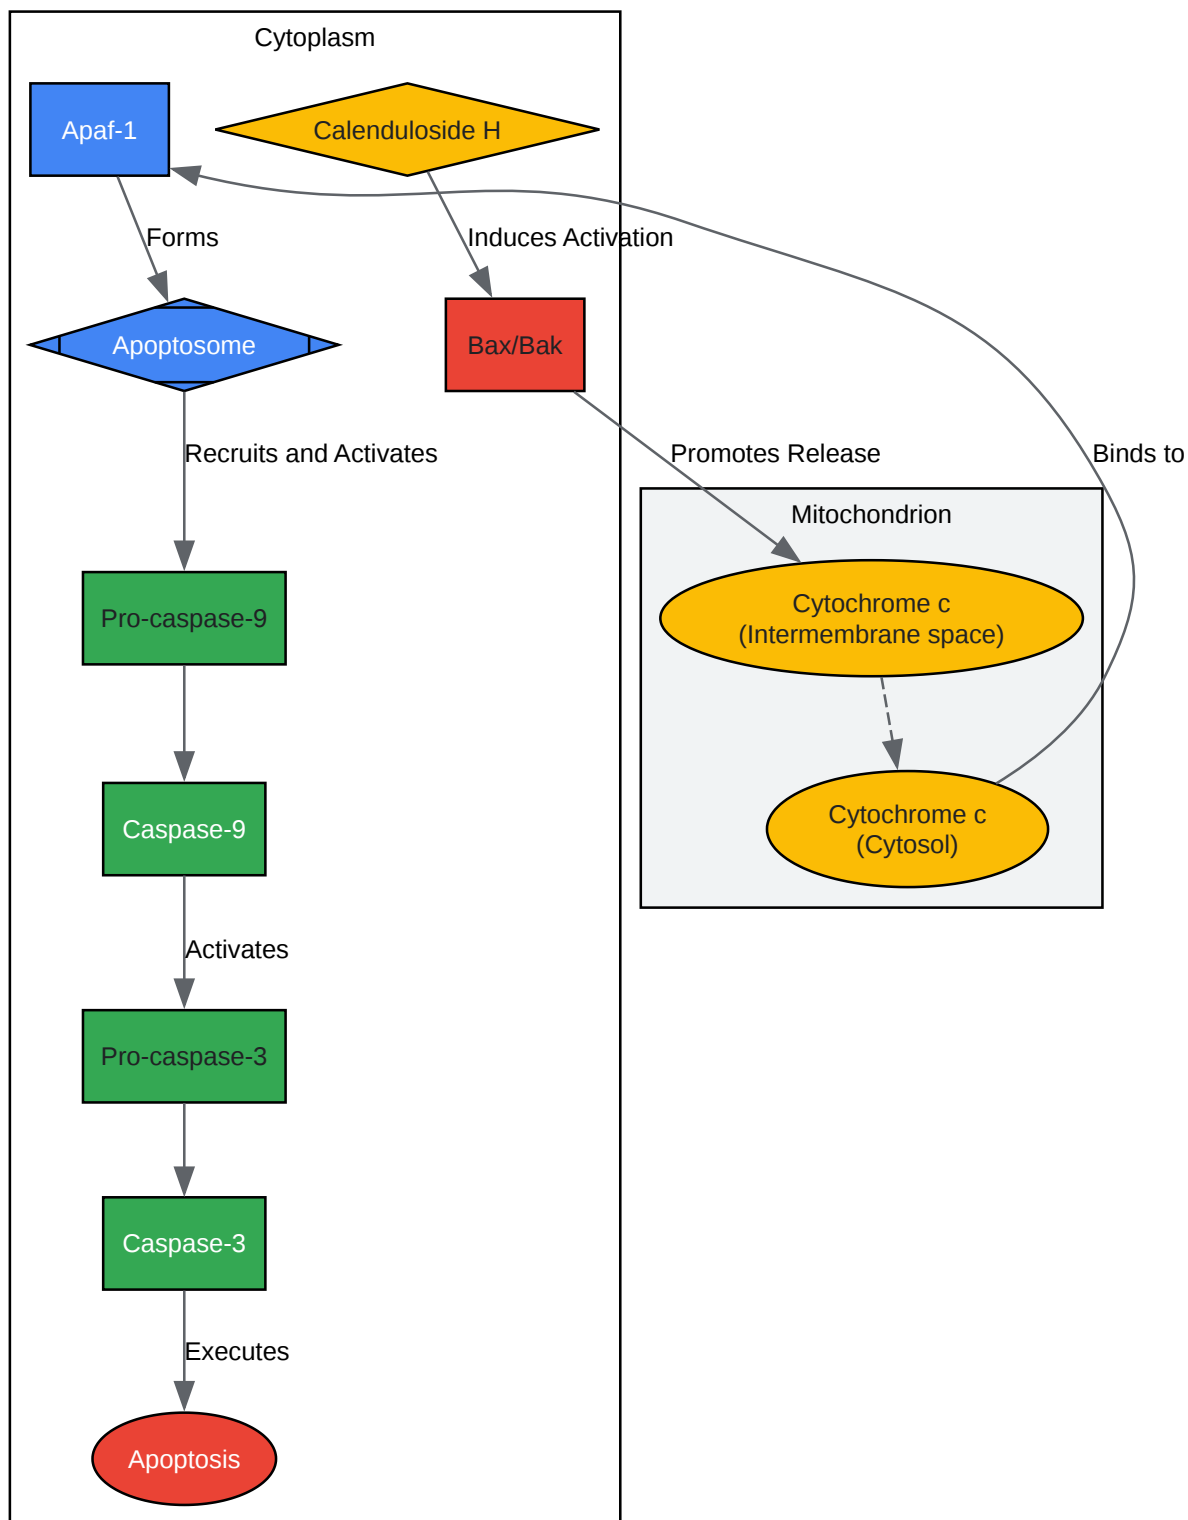 Cytoplasm
Apaf-1
Calenduloside H
Forms
Induces Activation
Apoptosome
Bax/Bak
Recruits and Activates
Promotes Release
Binds to
Mitochondrion
Cytochrome c
(Intermembrane space)
Pro-caspase-9
Caspase-9
Cytochrome c
(Cytosol)
Activates
Pro-caspase-3
Caspase-3
Executes
Apoptosis